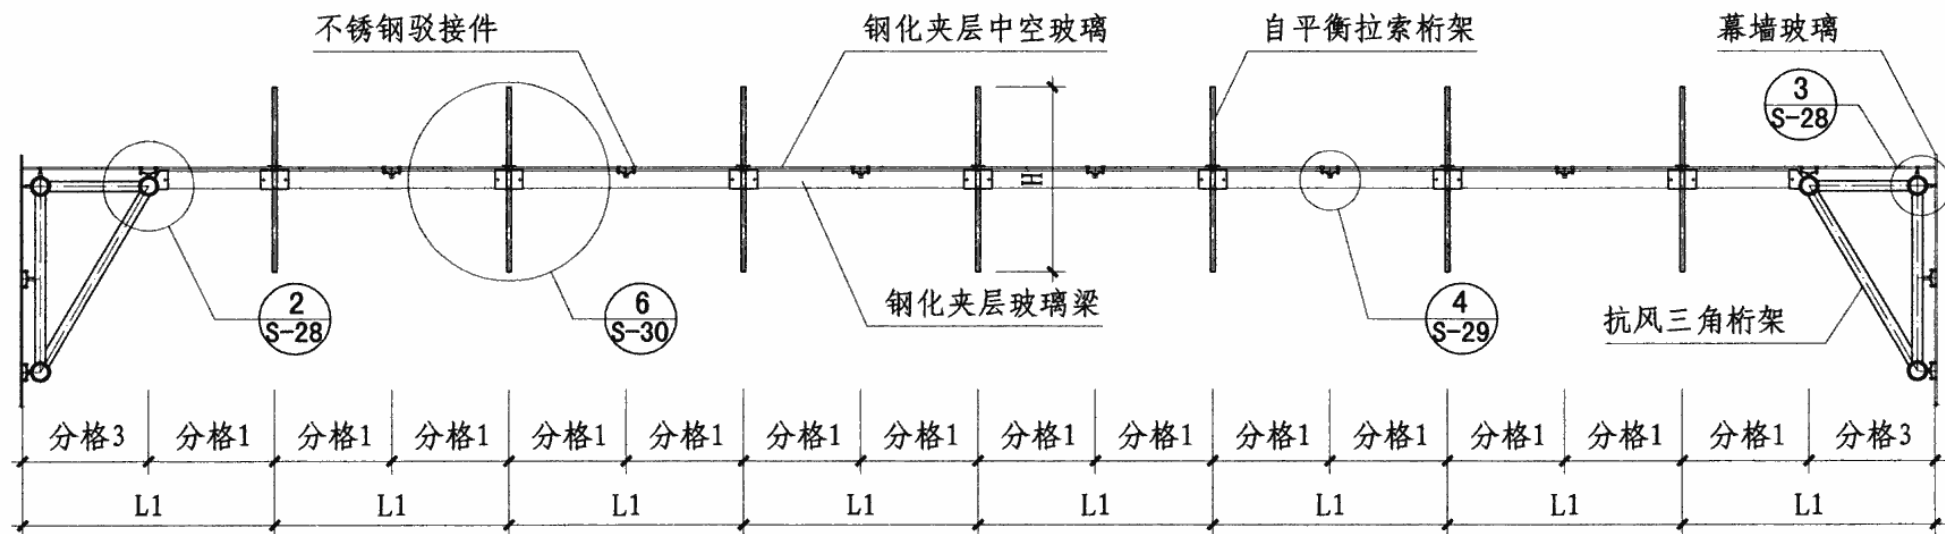 不锈钢驳接件
钢化夹层中空玻璃
自平衡拉索桁架
幕墙玻璃
3
S-28
H
2
S-28
6
S-30
钢化夹层玻璃梁
4
S-29
抗风三角桁架
分格3 分格1 分格1 分格1 分格1 分格1 分格1 分格1 分格1 分格1 分格1 分格1 分格1 分格1 分格1 分格3
L1 L1 L1 L1 L1 L1 L1 L1